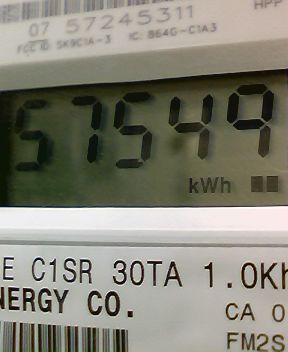 HPP
07 57245311
FCC ID: SK9C1A-3 IC: 864G-C1A3
57549
kWh
E C1SR 30TA 1.0Kh
NERGY CO.
CA 0
FM2S